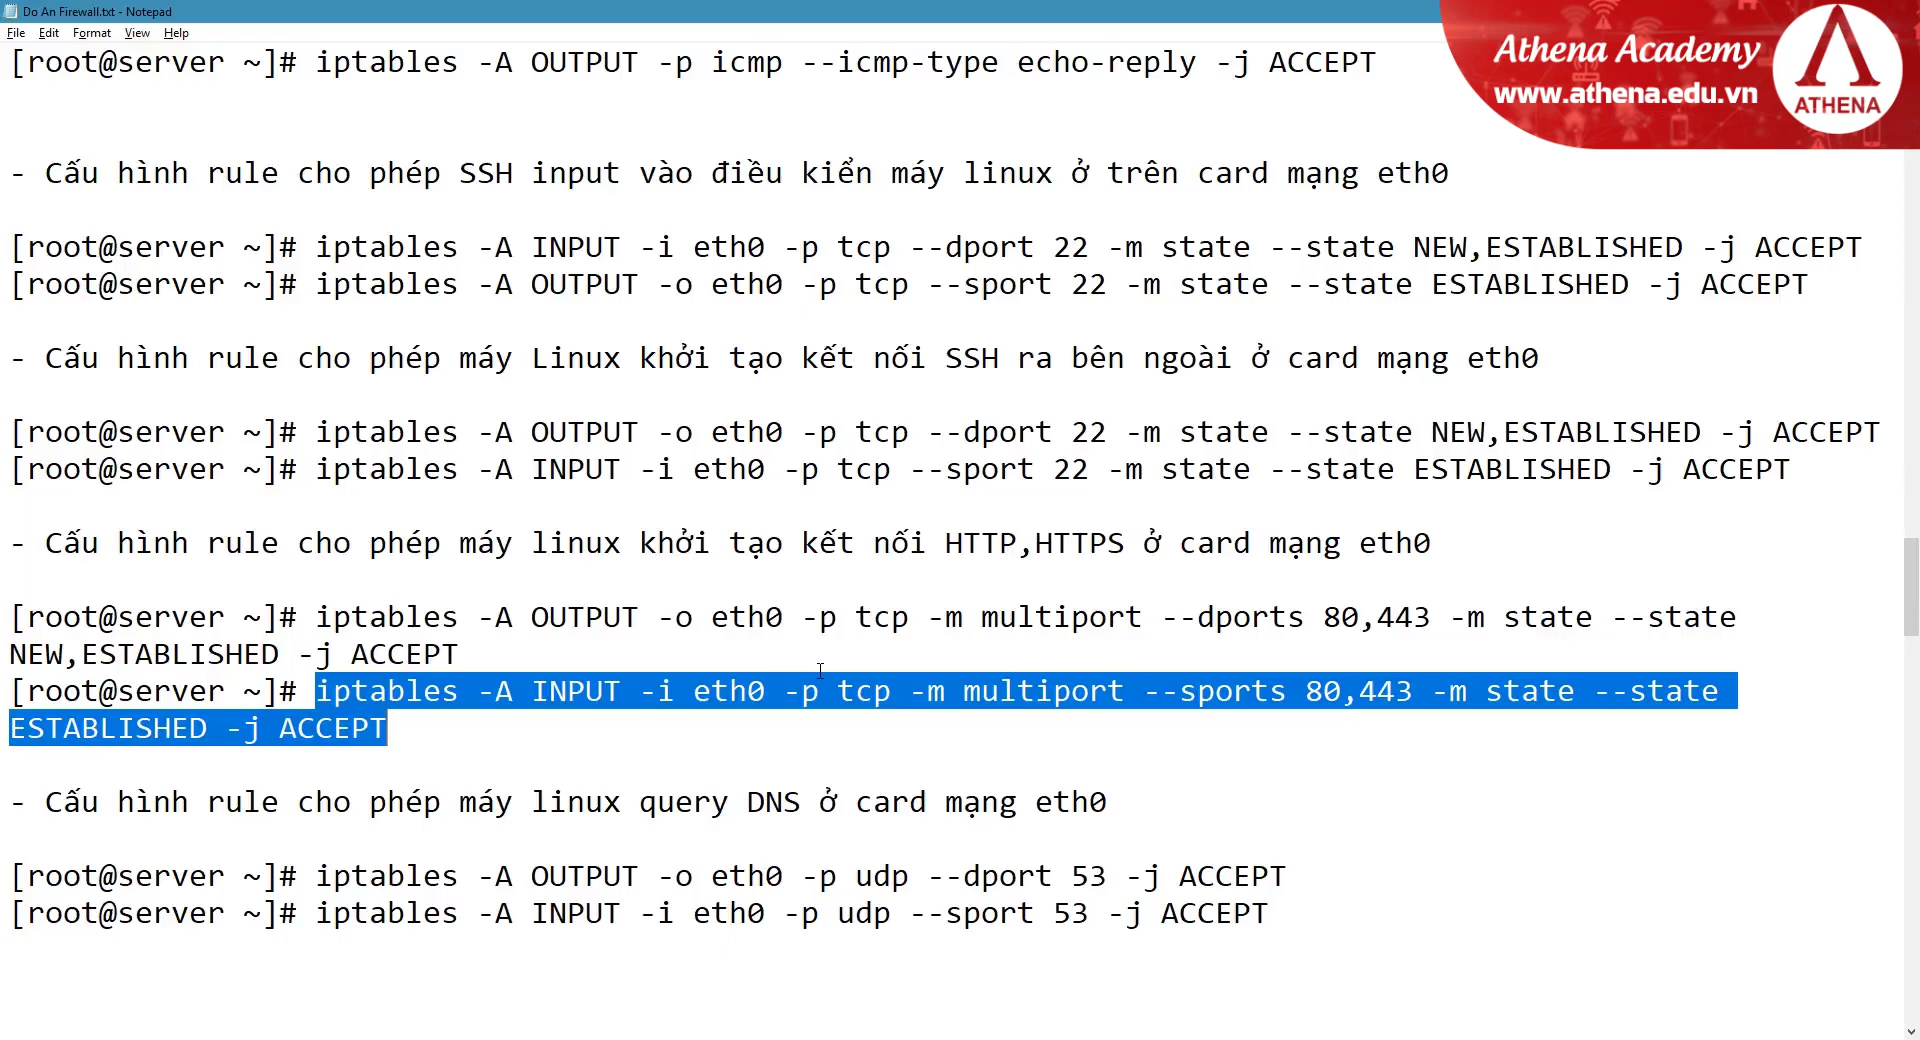 Do An Firewall.txt - Notepad
File Edit Format View Help
Athena Academy
www.athena.edu.vn
ATHENA
[root@server ~]# iptables -A OUTPUT -p icmp --icmp-type echo-reply -j ACCEPT
- Cấu hình rule cho phép SSH input vào điều kiển máy linux ở trên card mạng eth0
[root@server ~]# iptables -A INPUT -i eth0 -p tcp --dport 22 -m state --state NEW,ESTABLISHED -j ACCEPT
[root@server ~]# iptables -A OUTPUT -o eth0 -p tcp --sport 22 -m state --state ESTABLISHED -j ACCEPT
- Cấu hình rule cho phép máy Linux khởi tạo kết nối SSH ra bên ngoài ở card mạng eth0
[root@server ~]# iptables -A OUTPUT -o eth0 -p tcp --dport 22 -m state --state NEW,ESTABLISHED -j ACCEPT
[root@server ~]# iptables -A INPUT -i eth0 -p tcp --sport 22 -m state --state ESTABLISHED -j ACCEPT
- Cấu hình rule cho phép máy linux khởi tạo kết nối HTTP,HTTPS ở card mạng eth0
[root@server ~]# iptables -A OUTPUT -o eth0 -p tcp -m multiport --dports 80,443 -m state --state
NEW,ESTABLISHED -j ACCEPT
[root@server ~]# iptables -A INPUT -i eth0 -p tcp -m multiport --sports 80,443 -m state --state
ESTABLISHED -j ACCEPT
- Cấu hình rule cho phép máy linux query DNS ở card mạng eth0
[root@server ~]# iptables -A OUTPUT -o eth0 -p udp --dport 53 -j ACCEPT
[root@server ~]# iptables -A INPUT -i eth0 -p udp --sport 53 -j ACCEPT